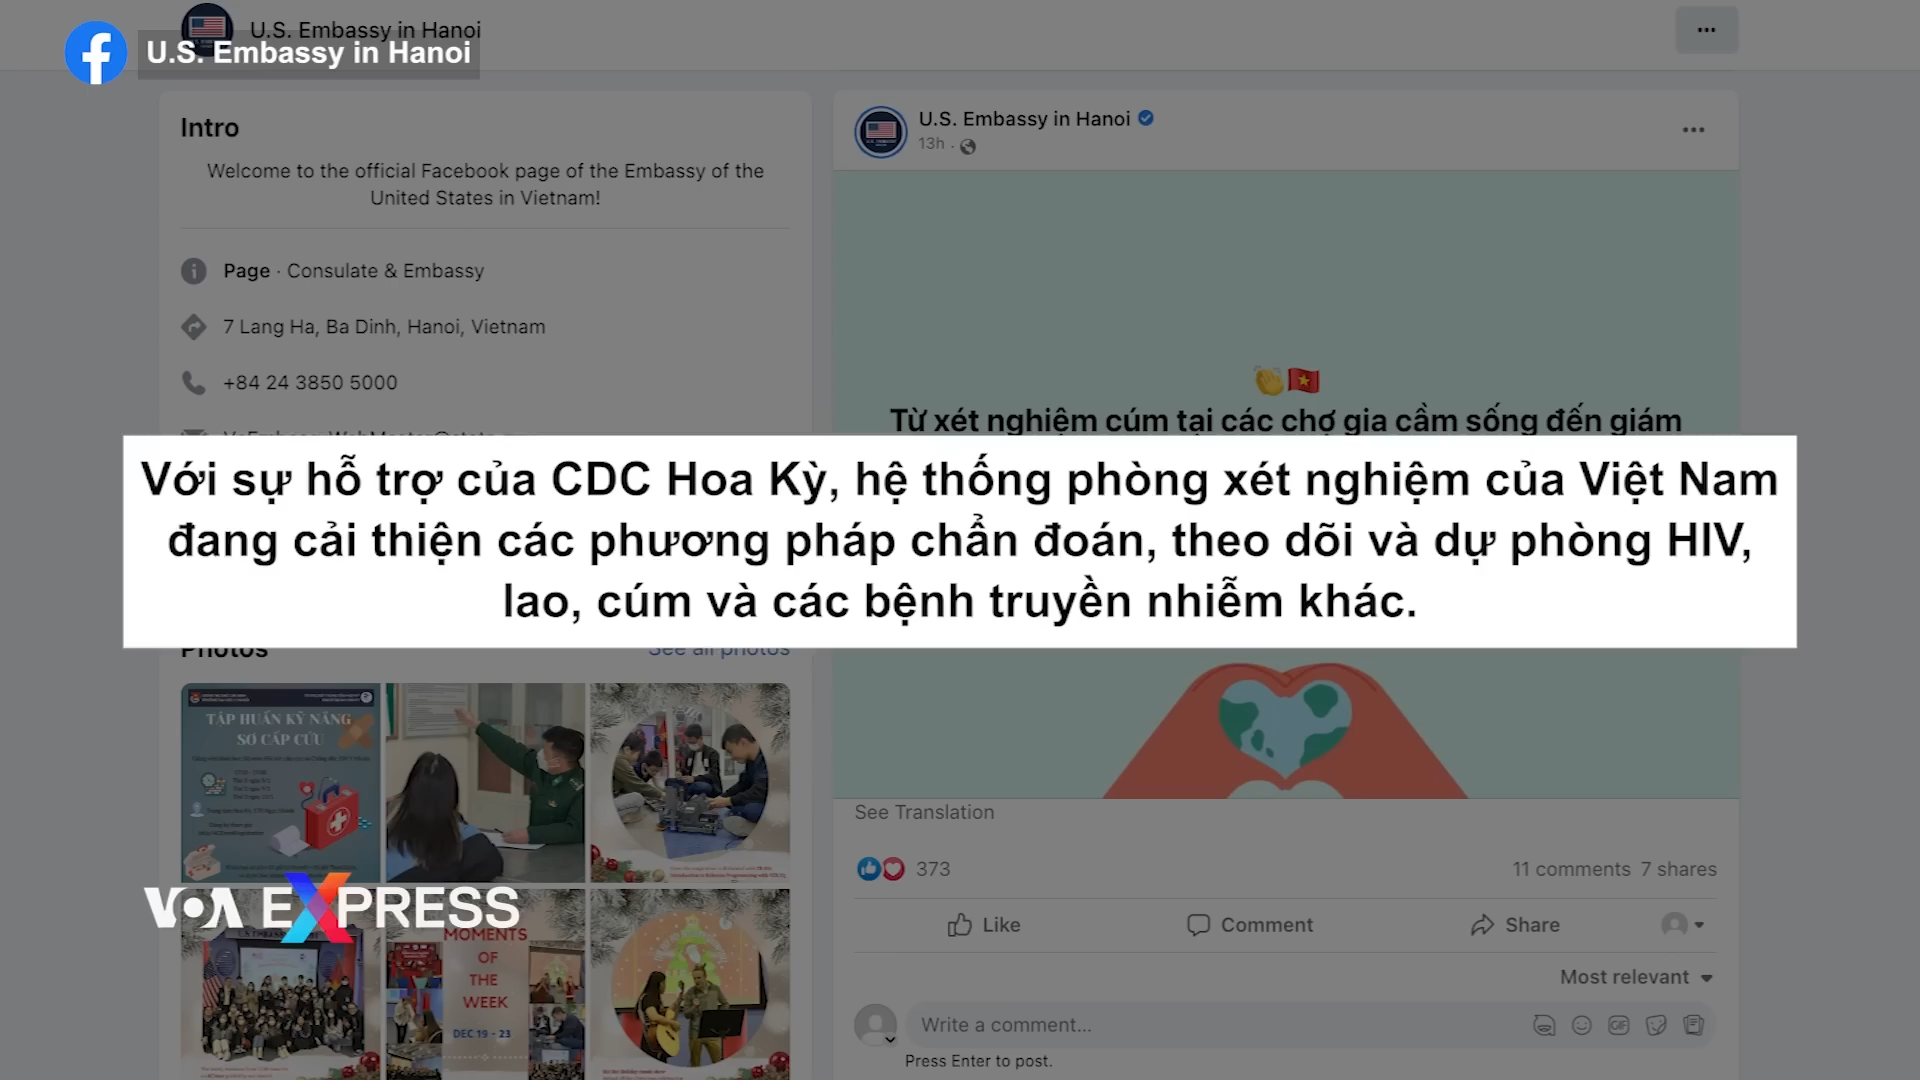 U.S. Embassy in Hanoi
U.S. Embassy in Hanoi
Intro
Welcome to the official Facebook page of the Embassy of the
United States in Vietnam!
Page · Consulate & Embassy
7 Lang Ha, Ba Dinh, Hanoi, Vietnam
+84 24 3850 5000
U.S. Embassy in Hanoi
13h ·
Từ xét nghiệm cúm tại các chợ gia cầm sống đến giám
Với sự hỗ trợ của CDC Hoa Kỳ, hệ thống phòng xét nghiệm của Việt Nam
đang cải thiện các phương pháp chẩn đoán, theo dõi và dự phòng HIV,
lao, cúm và các bệnh truyền nhiễm khác.
Photos
See all photos
TẬP HUẤN KỸ NĂNG
SƠ CẤP CỨU
VOA EXPRESS
MOMENTS
OF
THE
WEEK
DEC 19 - 23
See Translation
373
11 comments 7 shares
Like
Comment
Share
Most relevant
Write a comment...
GIF
Press Enter to post.